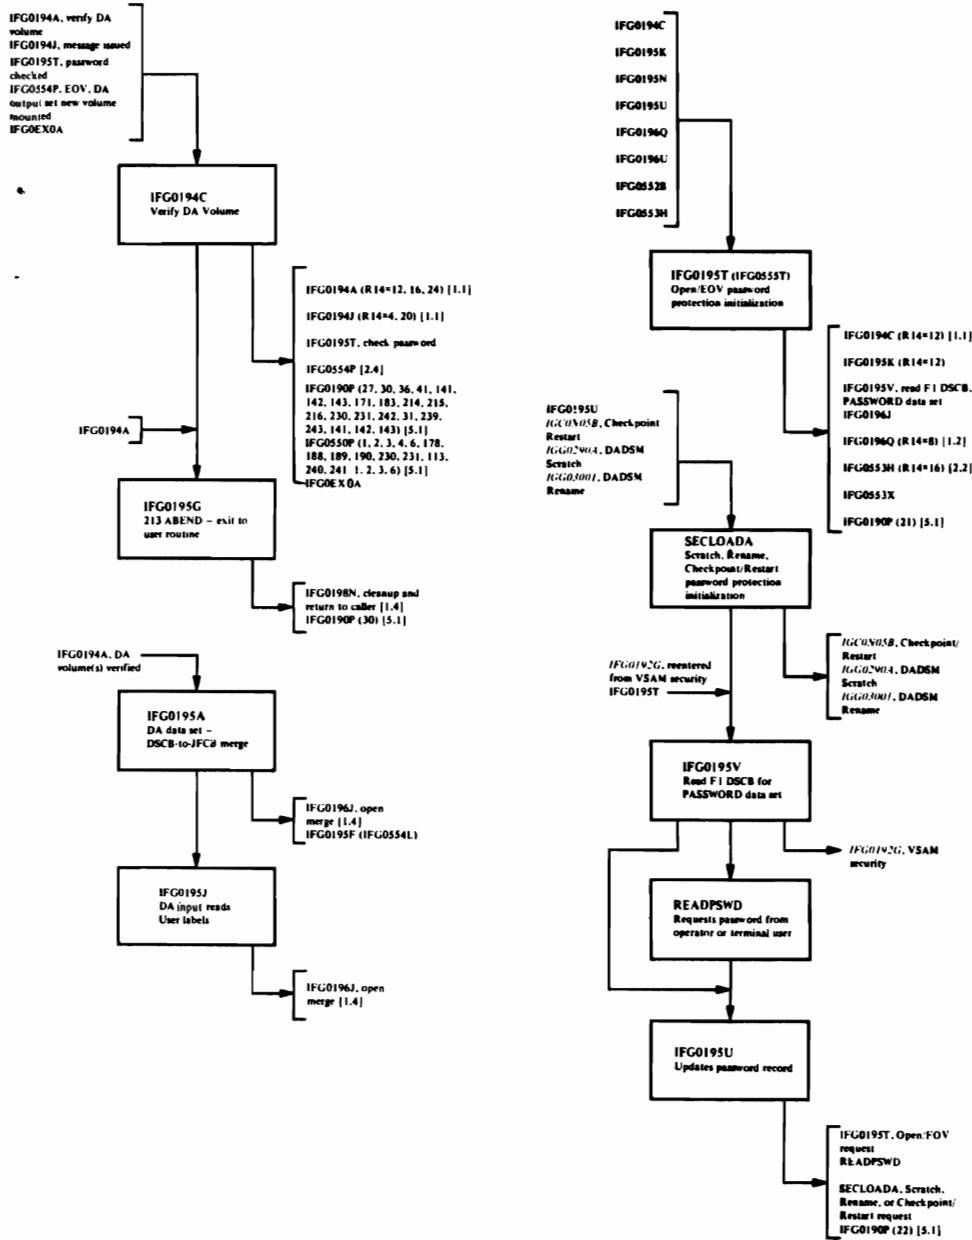 IFG0194A, verify DA
volume
IFG0194J, message issued
IFG0195T, password
checked
IFG0554P, EOV, DA
output set new volume
mounted
IFG0EX0A
IFG0194C
Verify DA Volume
IFG0194A (R14=12, 16, 24) [1.1]
IFG0194J (R14=4, 20) [1.1]
IFG0195T, check password
IFG0554P [2.4]
IFG0190P (27, 30, 36, 41, 141,
142, 143, 171, 183, 214, 215,
216, 230, 231, 242, 31, 239,
243, 141, 142, 143) [5.1]
IFG0550P (1, 2, 3, 4, 6, 178,
188, 189, 190, 230, 231, 113,
240, 241 1, 2, 3, 6) [5.1]
IFG0EX0A
IFG0194A
IFG0195G
213 ABEND – exit to
user routine
IFG0198N, cleanup and
return to caller [1.4]
IFG0190P (30) [5.1]
IFG0194A, DA
volume(s) verified
IFG0195A
DA data set –
DSCB-to-JFCB merge
IFG0196J, open
merge [1.4]
IFG0195F (IFG0554L)
IFG0195J
DA input reads
User labels
IFG0196J, open
merge [1.4]
IFG0194C
IFG0195K
IFG0195N
IFG0195U
IFG0196Q
IFG0196U
IFG0552B
IFG0553H
IFG0195T (IFG0555T)
Open/EOV password
protection initialization
IFG0194C (R14=12) [1.1]
IFG0195K (R14=12)
IFG0195V, read F1 DSCB,
PASSWORD data set
IFG0196J
IFG0196Q (R14=8) [1.2]
IFG0553H (R14=16) [2.2]
IFG0553X
IFG0190P (21) [5.1]
IFG0195U
IGC0N05B, Checkpoint
Restart
IGG0290A, DADSM
Scratch
IGG03001, DADSM
Rename
SECLOADA
Scratch, Rename,
Checkpoint/Restart
password protection
initialization
IGC0N05B, Checkpoint/
Restart
IGG0290A, DADSM
Scratch
IGG03001, DADSM
Rename
IFG0192G, reentered
from VSAM security
IFG0195T
IFG0195V
Read F1 DSCB for
PASSWORD data set
IFG0192G, VSAM
security
READPSWD
Requests password from
operator or terminal user
IFG0195U
Updates password record
IFG0195T, Open/EOV
request
READPSWD
SECLOADA, Scratch,
Rename, or Checkpoint/
Restart request
IFG0190P (22) [5.1]